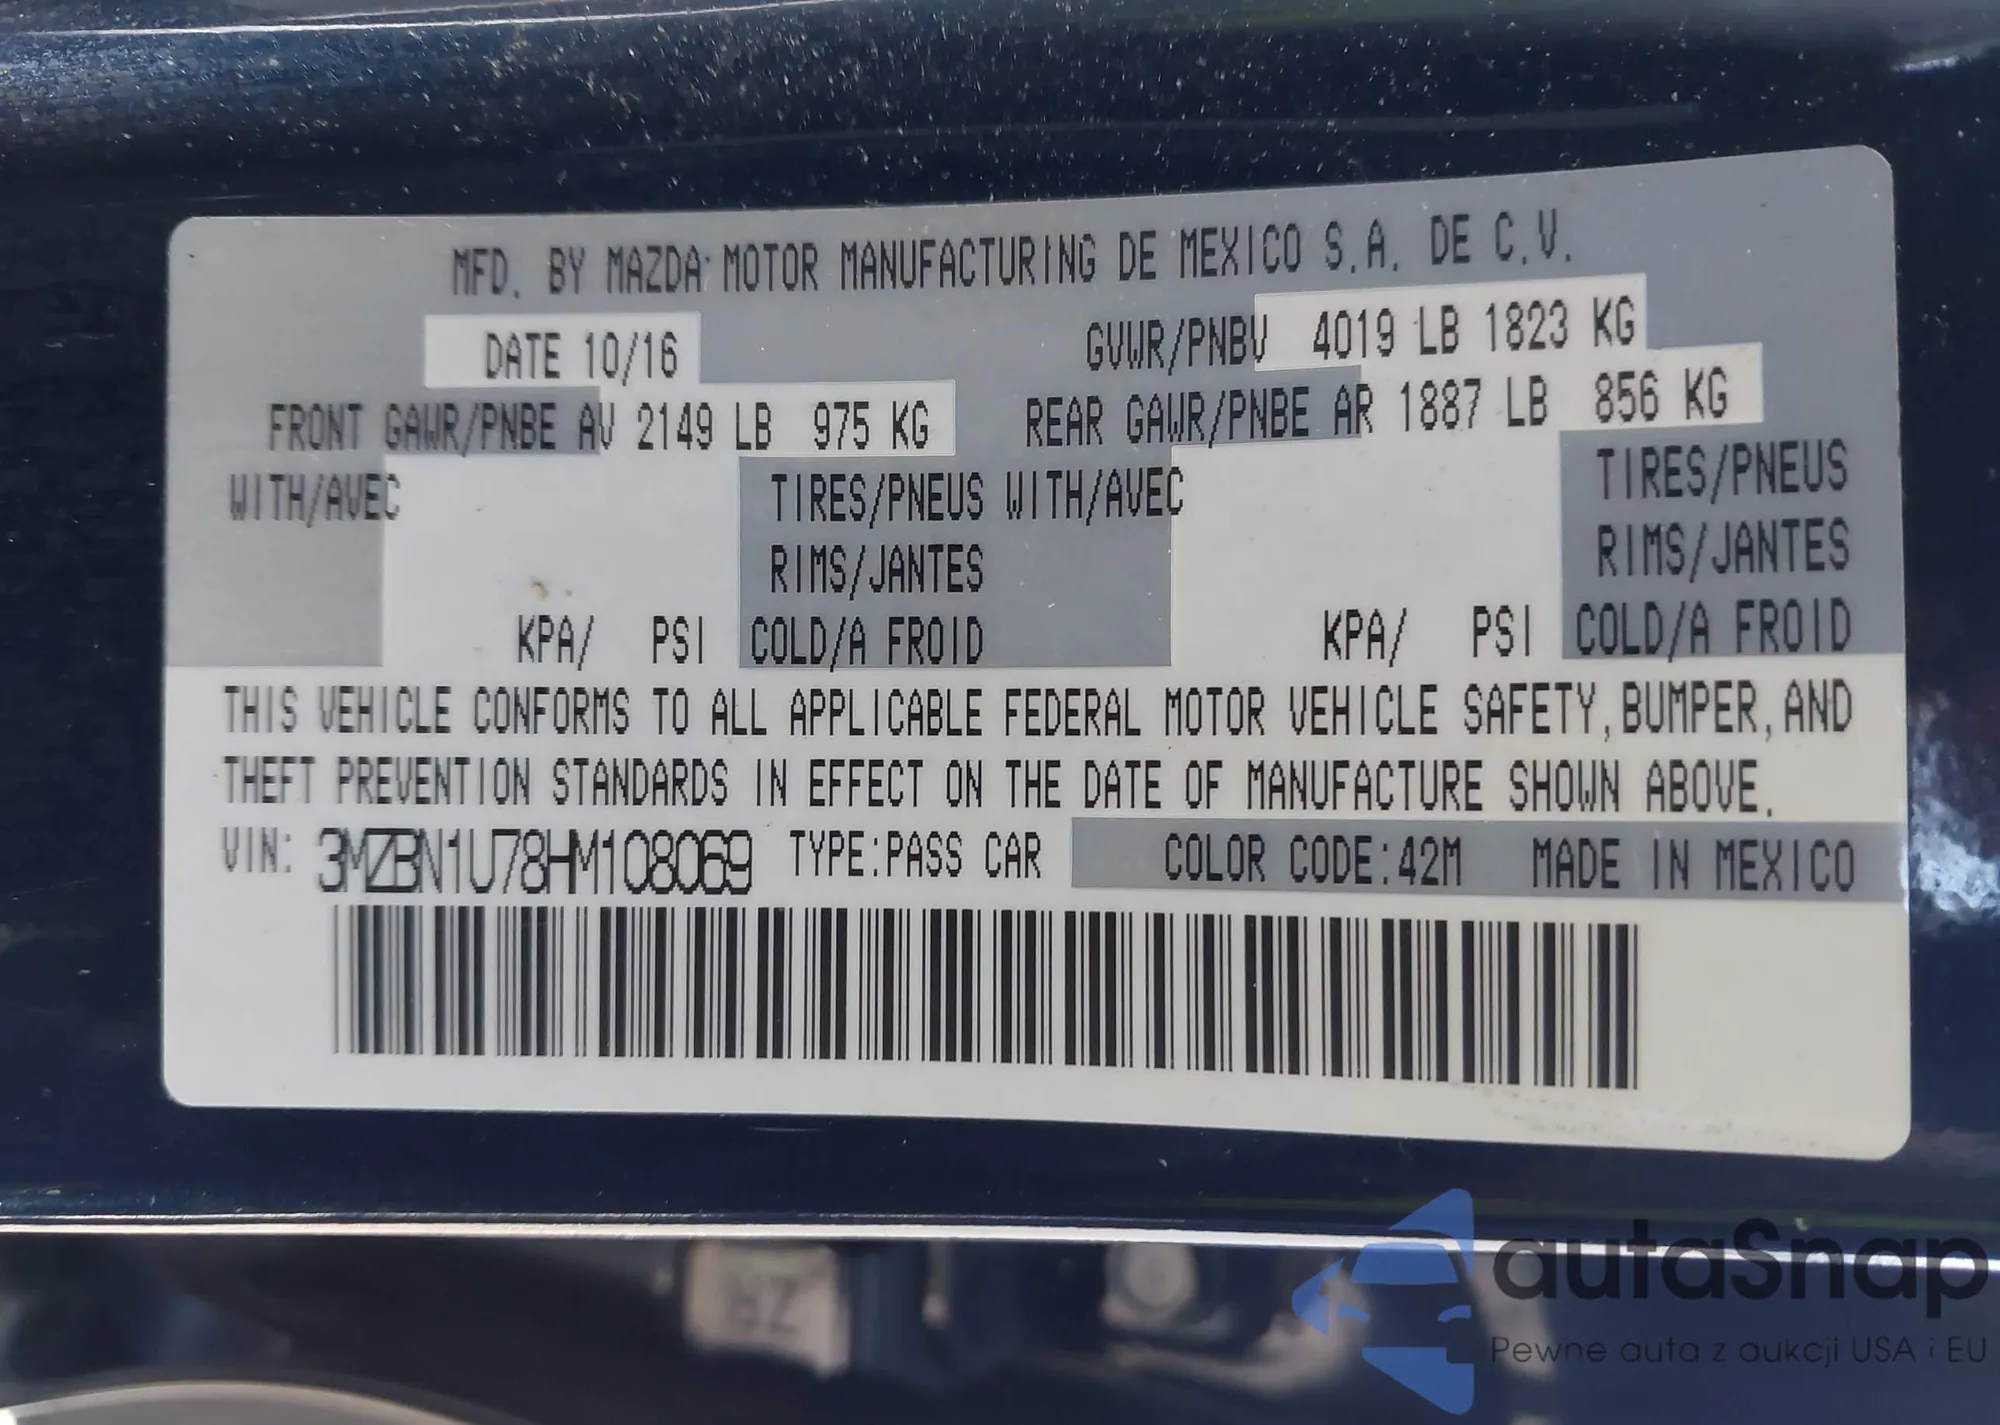 MFD. BY MAZDA MOTOR MANUFACTURING DE MEXICO S.A. DE C.V.
DATE 10/16 GVWR/PNBV 4019 LB 1823 KG
FRONT GAWR/PNBE AV 2149 LB 975 KG REAR GAWR/PNBE AR 1887 LB 856 KG
WITH/AVEC TIRES/PNEUS WITH/AVEC TIRES/PNEUS
RIMS/JANTES RIMS/JANTES
KPA/ PSI COLD/A FROID KPA/ PSI COLD/A FROID
THIS VEHICLE CONFORMS TO ALL APPLICABLE FEDERAL MOTOR VEHICLE SAFETY, BUMPER, AND
THEFT PREVENTION STANDARDS IN EFFECT ON THE DATE OF MANUFACTURE SHOWN ABOVE.
VIN: 3MZBN1U78HM108069 TYPE:PASS CAR COLOR CODE:42M MADE IN MEXICO
autaSnap
Pewne auta z aukcji USA i EU